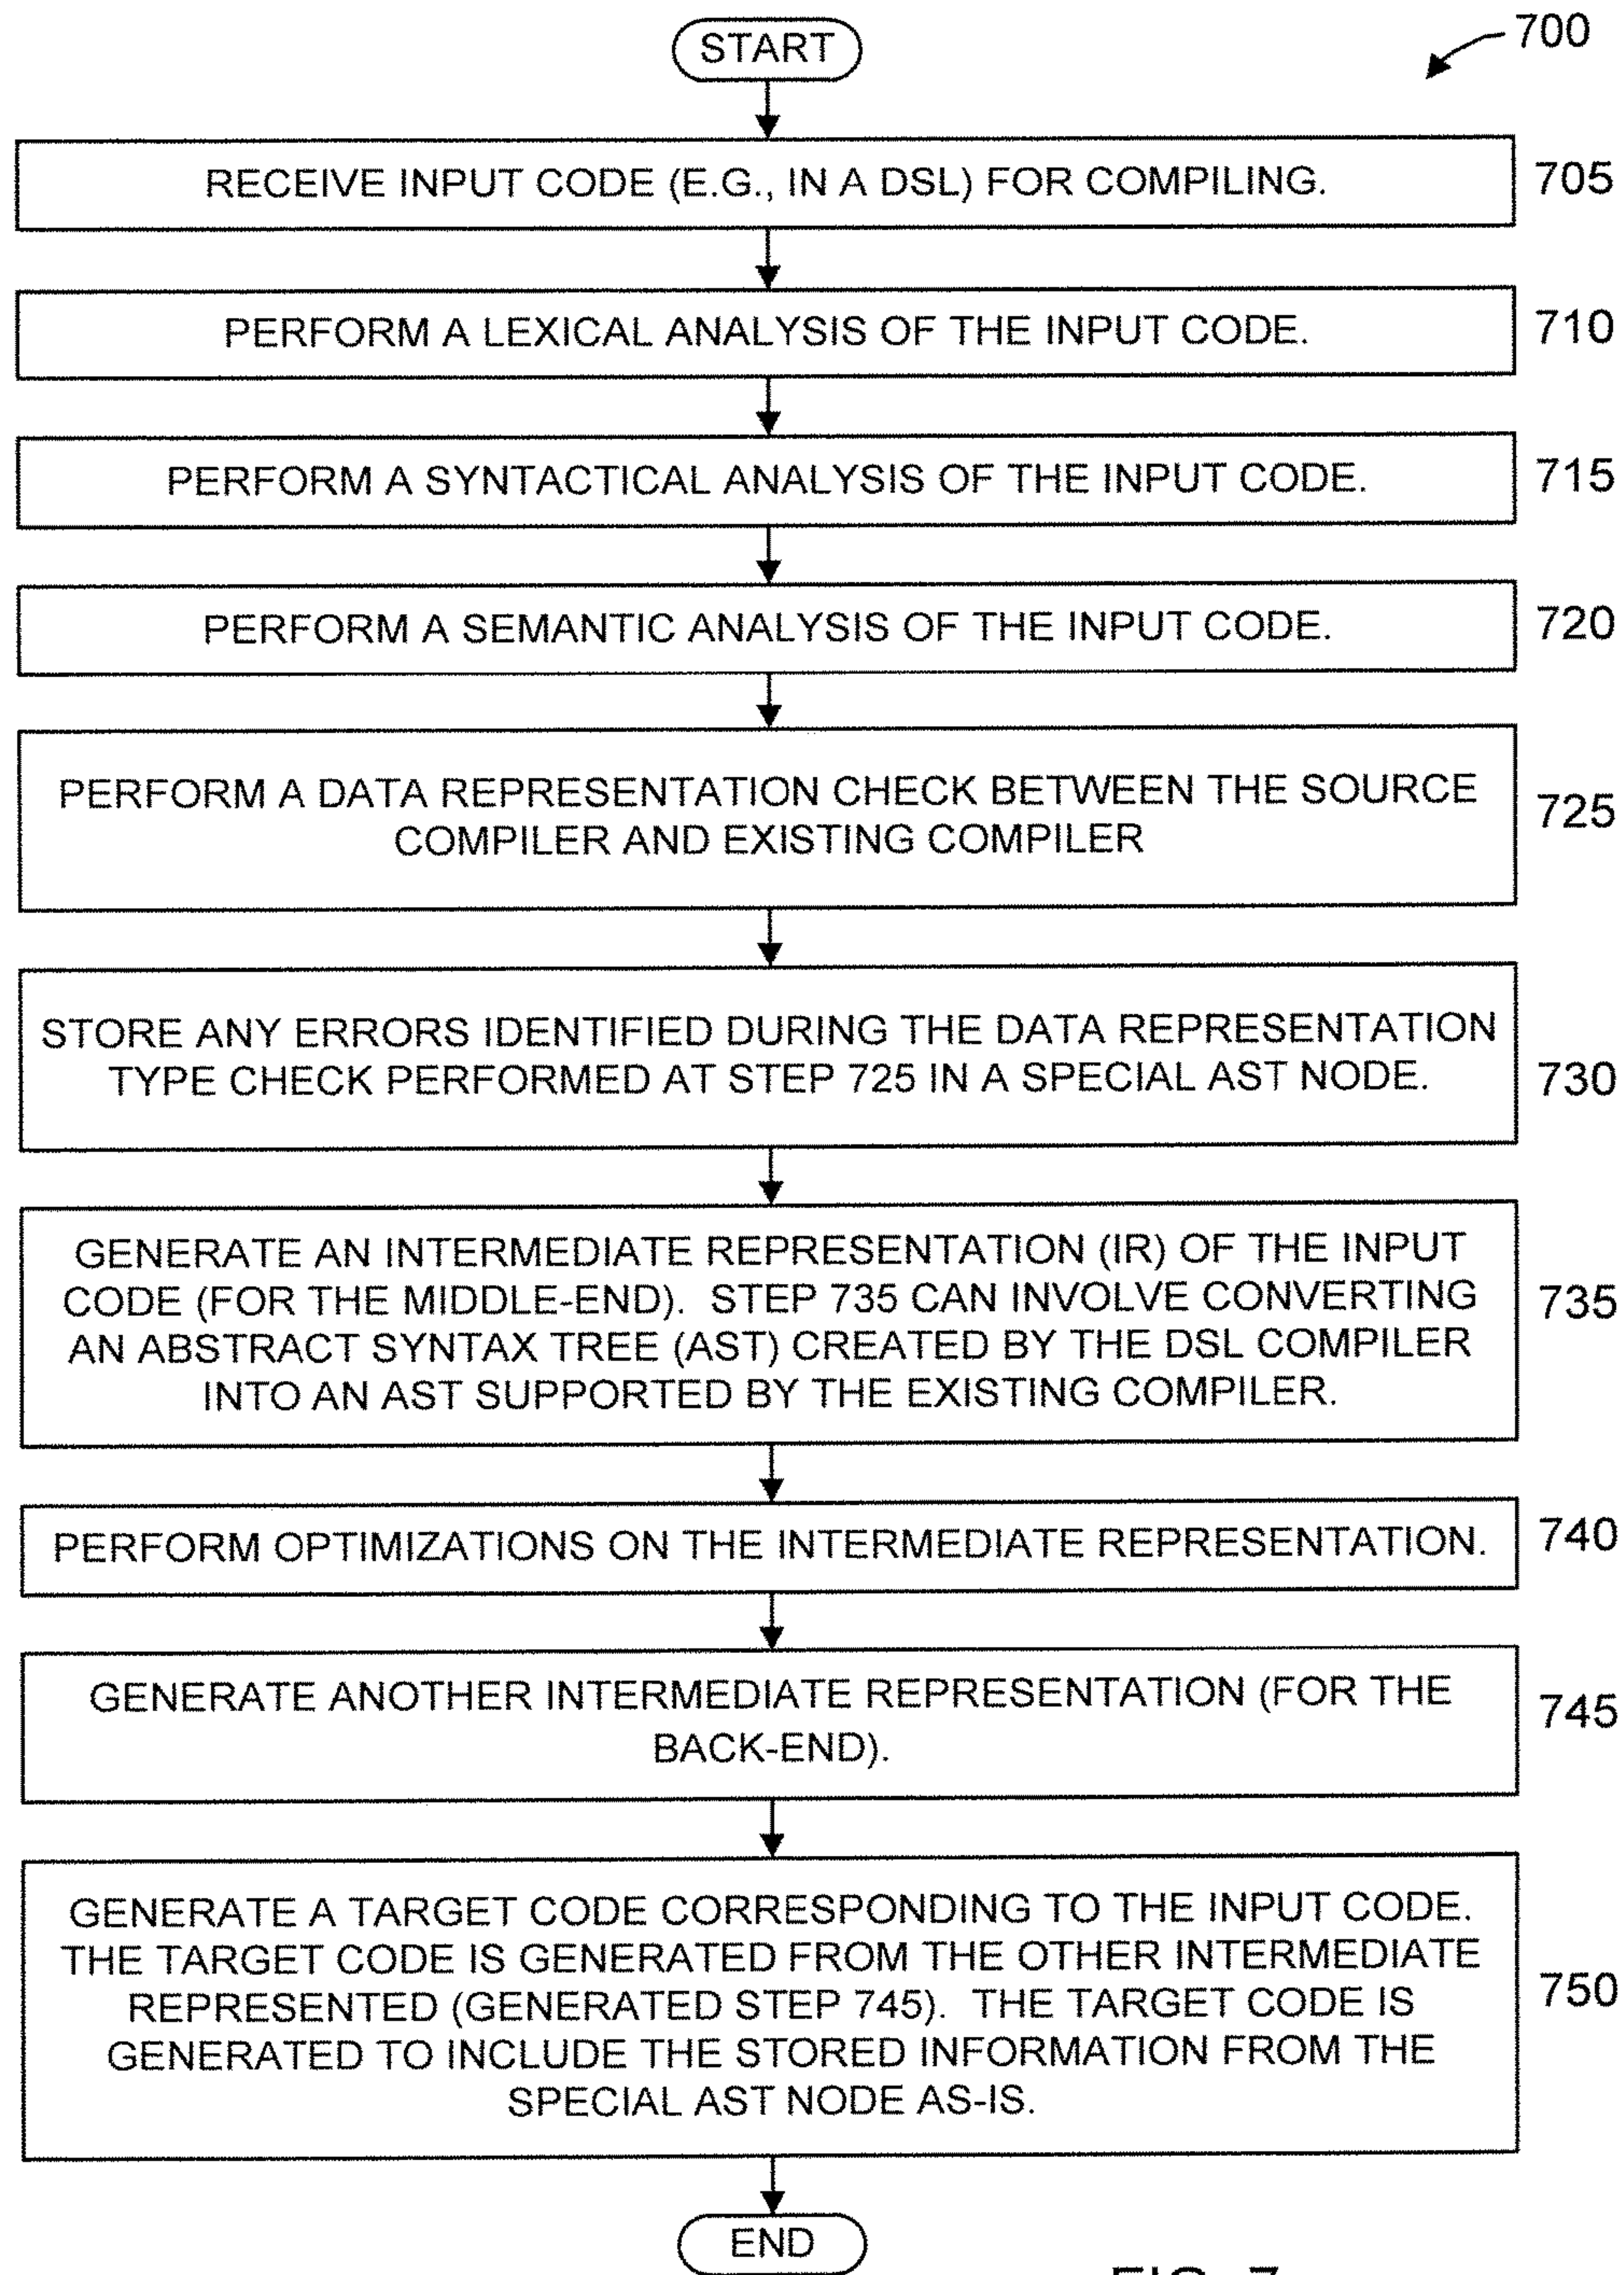 START
700
RECEIVE INPUT CODE (E.G., IN A DSL) FOR COMPILING.
705
PERFORM A LEXICAL ANALYSIS OF THE INPUT CODE.
710
PERFORM A SYNTACTICAL ANALYSIS OF THE INPUT CODE.
715
PERFORM A SEMANTIC ANALYSIS OF THE INPUT CODE.
720
PERFORM A DATA REPRESENTATION CHECK BETWEEN THE SOURCE
COMPILER AND EXISTING COMPILER
725
STORE ANY ERRORS IDENTIFIED DURING THE DATA REPRESENTATION
TYPE CHECK PERFORMED AT STEP 725 IN A SPECIAL AST NODE.
730
GENERATE AN INTERMEDIATE REPRESENTATION (IR) OF THE INPUT
CODE (FOR THE MIDDLE-END). STEP 735 CAN INVOLVE CONVERTING
AN ABSTRACT SYNTAX TREE (AST) CREATED BY THE DSL COMPILER
INTO AN AST SUPPORTED BY THE EXISTING COMPILER.
735
PERFORM OPTIMIZATIONS ON THE INTERMEDIATE REPRESENTATION.
740
GENERATE ANOTHER INTERMEDIATE REPRESENTATION (FOR THE
BACK-END).
745
GENERATE A TARGET CODE CORRESPONDING TO THE INPUT CODE.
THE TARGET CODE IS GENERATED FROM THE OTHER INTERMEDIATE
REPRESENTED (GENERATED STEP 745). THE TARGET CODE IS
GENERATED TO INCLUDE THE STORED INFORMATION FROM THE
SPECIAL AST NODE AS-IS.
750
END